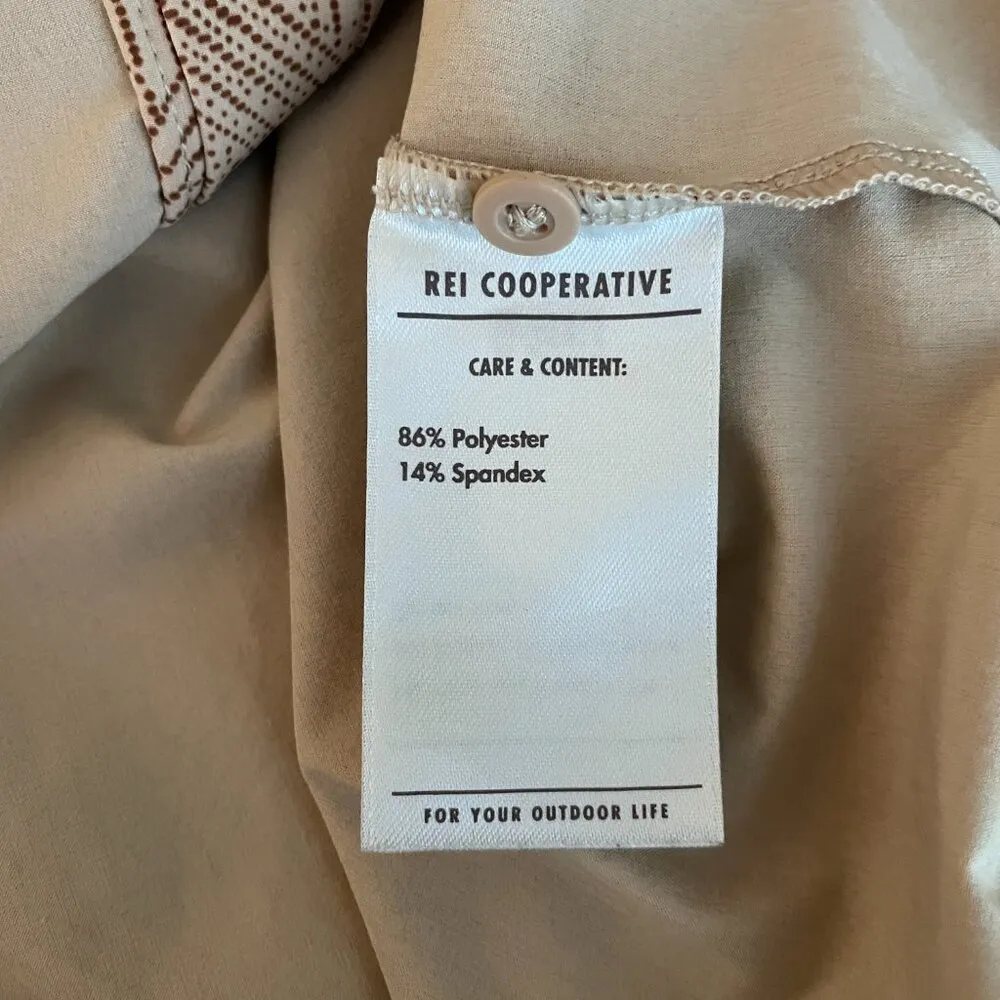 REI COOPERATIVE
CARE & CONTENT:
86% Polyester
14% Spandex
FOR YOUR OUTDOOR LIFE